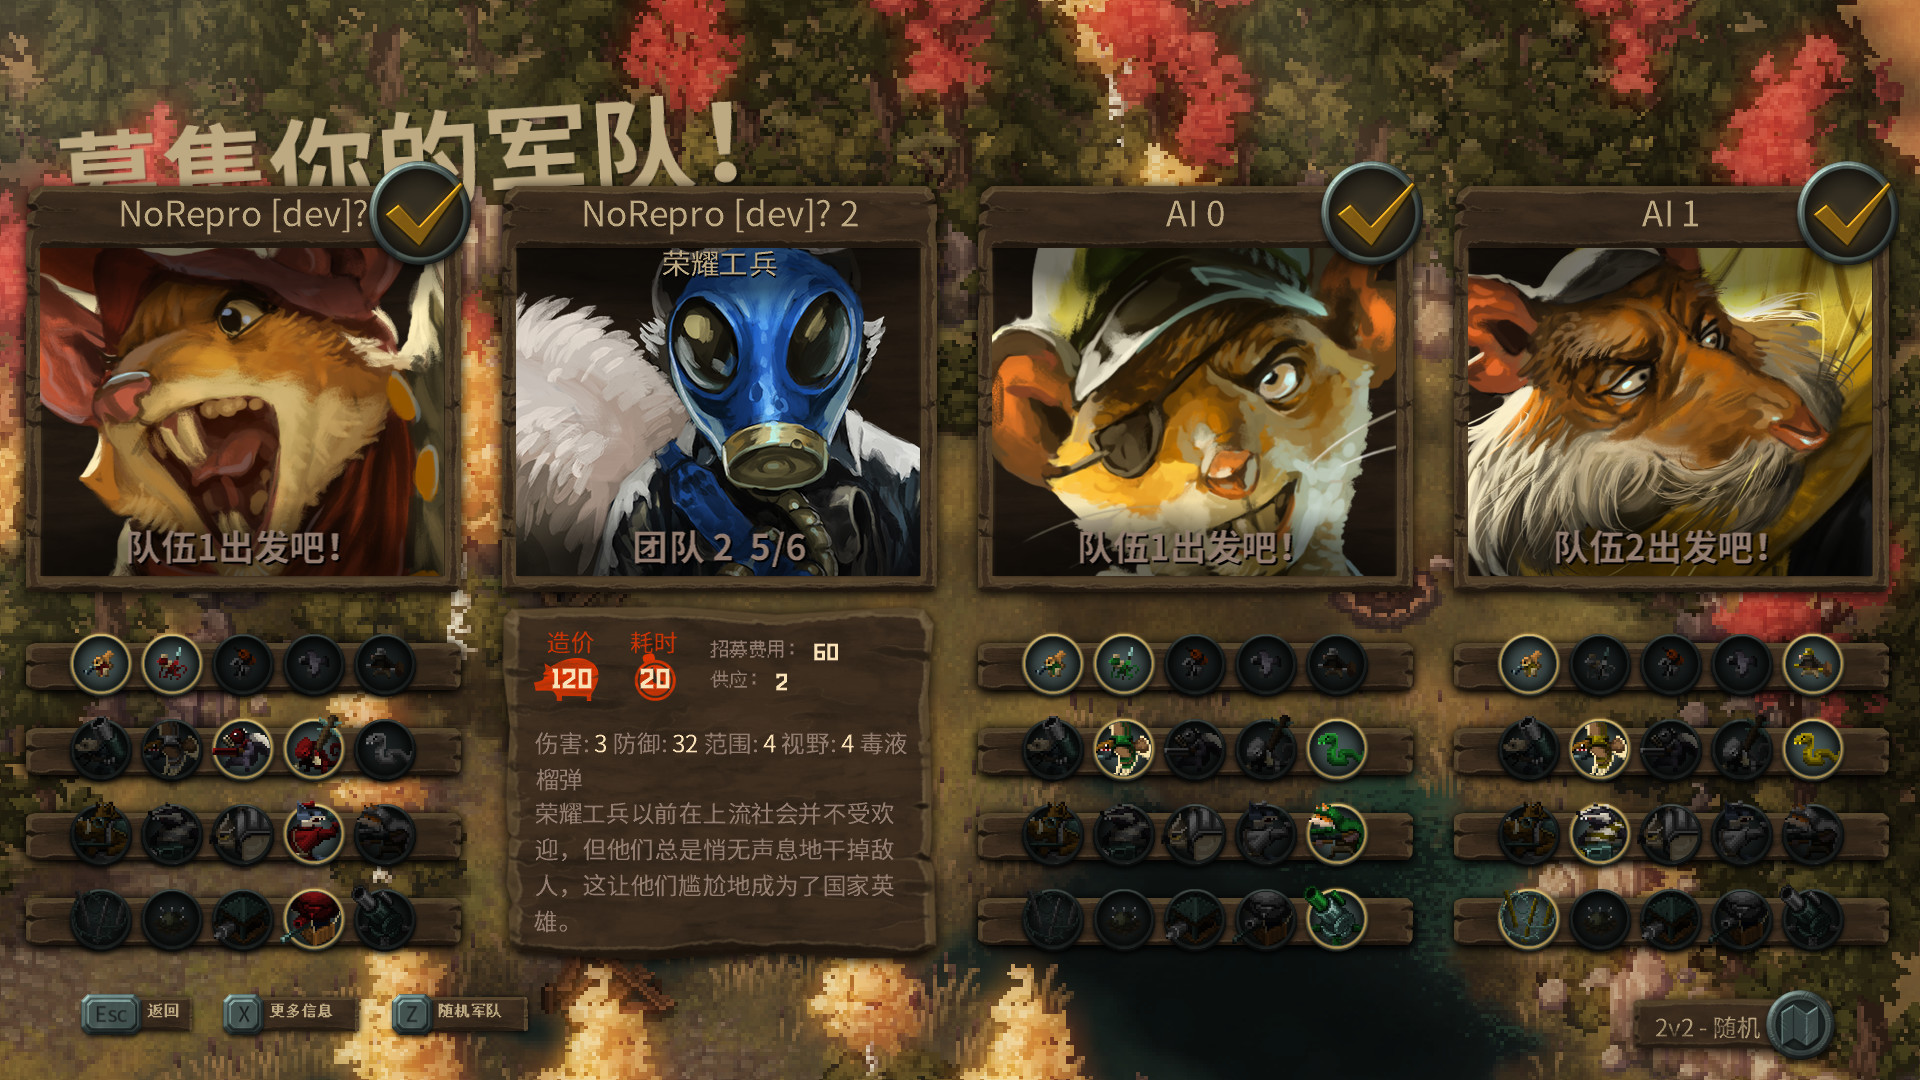 募集你的军队！
NoRepro [dev]?
NoRepro [dev]? 2
AI 0
AI 1
荣耀工兵
队伍1出发吧！
团队 2 5/6
队伍1出发吧！
队伍2出发吧！
造价
120
耗时
20
招募费用： 60
供应： 2
伤害: 3 防御: 32 范围: 4 视野: 4 毒液
榴弹
荣耀工兵以前在上流社会并不受欢
迎，但他们总是悄无声息地干掉敌
人，这让他们尴尬地成为了国家英
雄。
Esc 返回
X 更多信息
Z 随机军队
2v2 - 随机